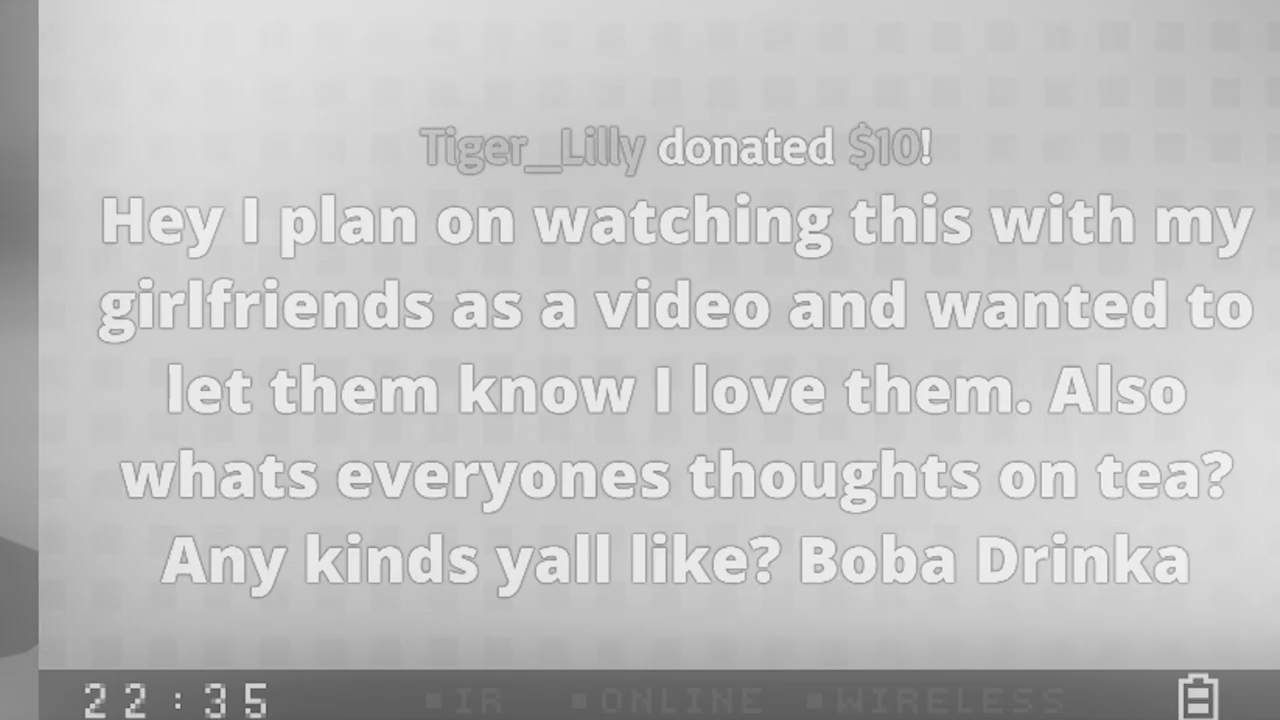 Tiger__Lilly donated $10!
Hey I plan on watching this with my
girlfriends as a video and wanted to
let them know I love them. Also
whats everyones thoughts on tea?
Any kinds yall like? Boba Drinka
22:35 IR ONLINE WIRELESS